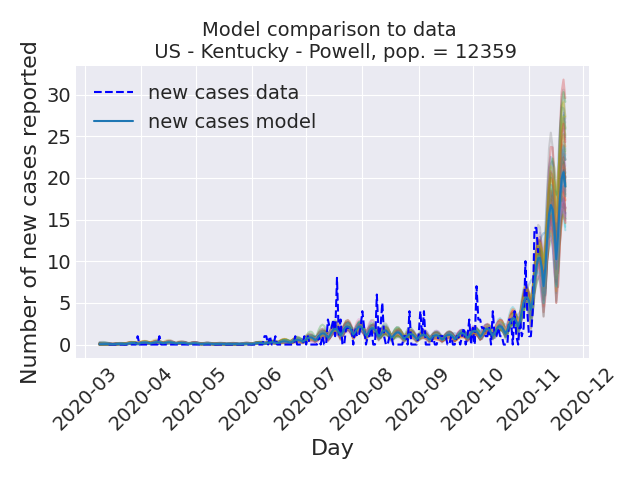 Model comparison to data
US - Kentucky - Powell, pop. = 12359
Number of new cases reported
30
25
20
15
10
5
0
new cases data
new cases model
2020-03
2020-04
2020-05
2020-06
2020-07
2020-08
2020-09
2020-10
2020-11
2020-12
Day